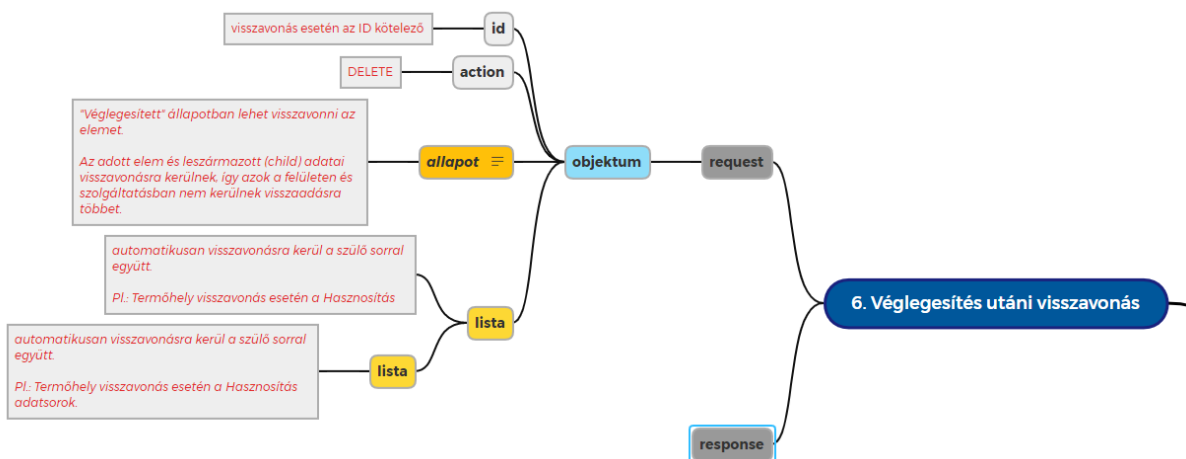 visszavonás esetén az ID kötelező
id
DELETE
action
"Véglegesített" állapotban lehet visszavonni az
elemet.
Az adott elem és leszármazott (child) adatai
visszavonásra kerülnek, így azok a felületen és
szolgáltatásban nem kerülnek visszaadásra
többet.
allapot
objektum
request
automatikusan visszavonásra kerül a szülő sorral
együtt.
Pl.: Termőhely visszavonás esetén a Hasznosítás
lista
automatikusan visszavonásra kerül a szülő sorral
együtt.
Pl.: Termőhely visszavonás esetén a Hasznosítás
adatsorok.
lista
6. Véglegesítés utáni visszavonás
response